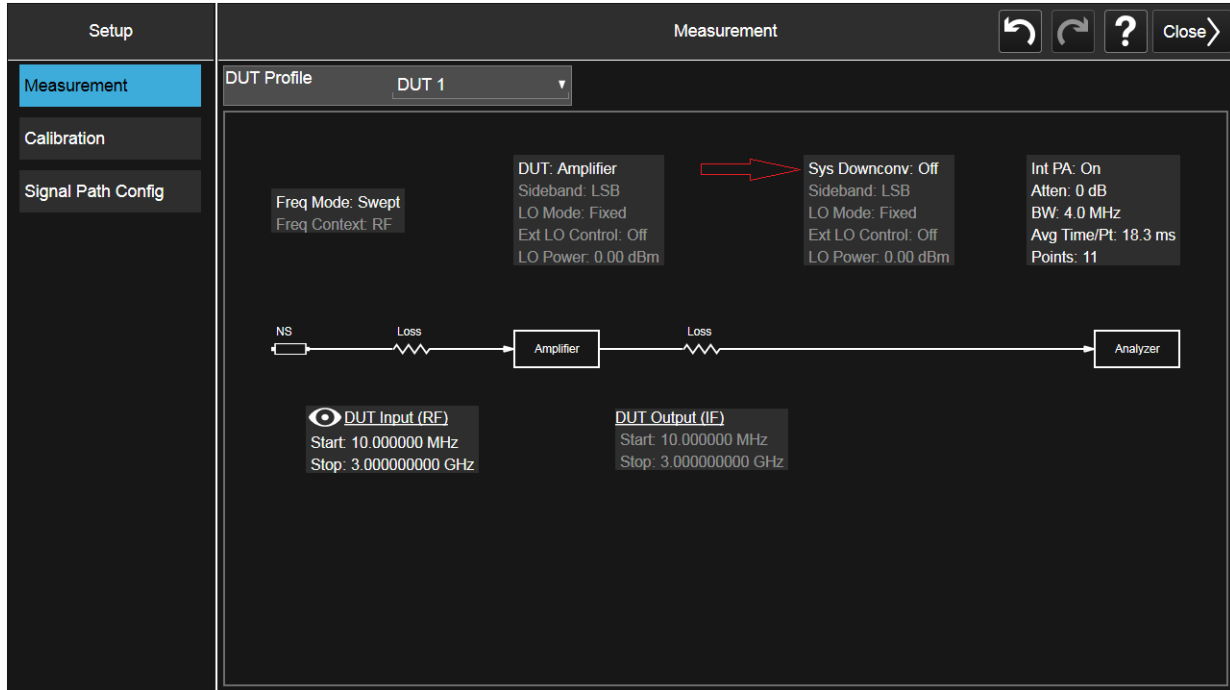 Setup
Measurement
?
Close
Measurement
Calibration
Signal Path Config
DUT Profile
DUT 1
Freq Mode: Swept
Freq Context: RF
DUT: Amplifier
Sideband: LSB
LO Mode: Fixed
Ext LO Control: Off
LO Power: 0.00 dBm
Sys Downconv: Off
Sideband: LSB
LO Mode: Fixed
Ext LO Control: Off
LO Power: 0.00 dBm
Int PA: On
Atten: 0 dB
BW: 4.0 MHz
Avg Time/Pt: 18.3 ms
Points: 11
NS
Loss
Amplifier
Loss
Analyzer
DUT Input (RF)
Start: 10.000000 MHz
Stop: 3.000000000 GHz
DUT Output (IF)
Start: 10.000000 MHz
Stop: 3.000000000 GHz